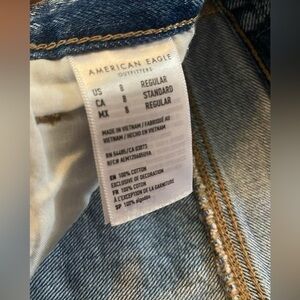 AMERICAN EAGLE
OUTFITTERS
US 8 REGULAR
CA 8 STANDARD
MX REGULAR
MADE IN VIETNAM / FABRIQUÉ AU
VIETNAM / HECHO EN VIETNAM
EN 100% COTTON
EXCLUSIVE OF DECORATION
FR 100% COTON
À L'EXCEPTION DE LA GARNITURE
SP 100% algodón